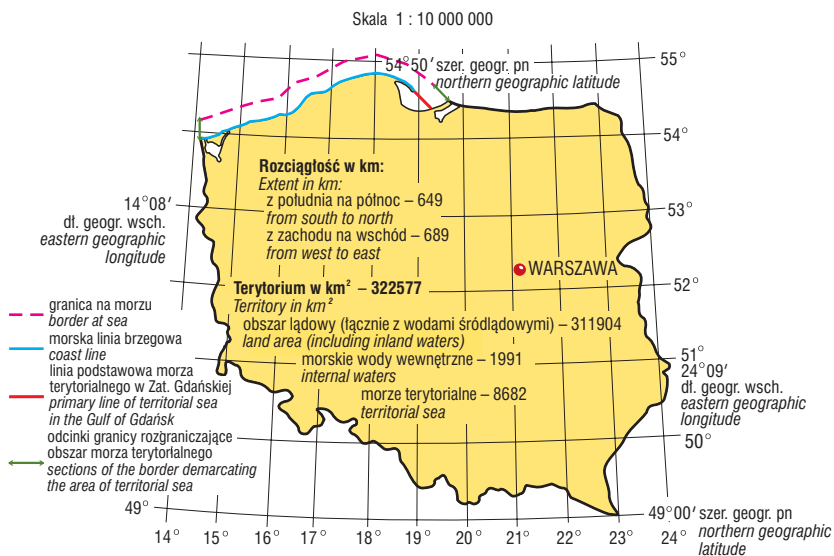 Skala 1 : 10 000 000
55°
54°50′ szer. geogr. pn
northern geographic latitude
54°
Rozciągłość w km:
Extent in km:
z południa na północ – 649
from south to north
z zachodu na wschód – 689
from west to east
14°08′
dł. geogr. wsch.
eastern geographic
longitude
53°
WARSZAWA
52°
Terytorium w km² – 322577
Territory in km²
obszar lądowy (łącznie z wodami śródlądowymi) – 311904
land area (including inland waters)
morskie wody wewnętrzne – 1991
internal waters
morze terytorialne – 8682
territorial sea
granica na morzu
border at sea
morska linia brzegowa
coast line
linia podstawowa morza
terytorialnego w Zat. Gdańskiej
primary line of territorial sea
in the Gulf of Gdańsk
odcinki granicy rozgraniczające
obszar morza terytorialnego
sections of the border demarcating
the area of territorial sea
51°
24°09′
dł. geogr. wsch.
eastern geographic
longitude
50°
49°
49°00′ szer. geogr. pn
northern geographic
latitude
14° 15° 16° 17° 18° 19° 20° 21° 22° 23° 24°